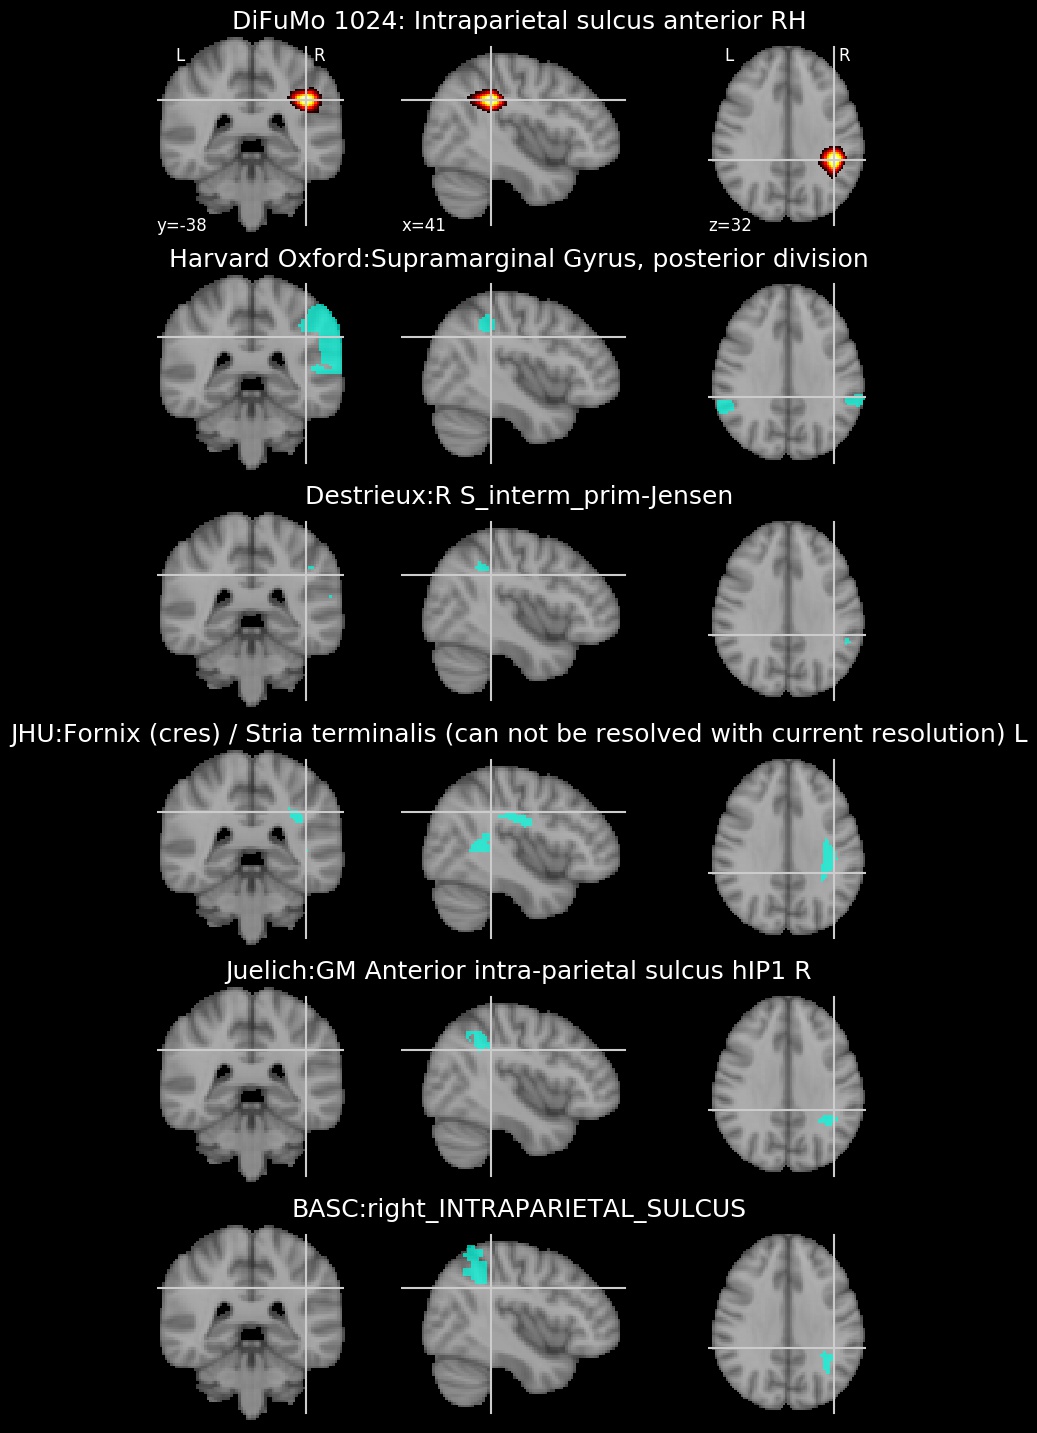 DiFuMo 1024: Intraparietal sulcus anterior RH
L R L R
y=-38 x=41 z=32
Harvard Oxford:Supramarginal Gyrus, posterior division
Destrieux:R S_interm_prim-Jensen
JHU:Fornix (cres) / Stria terminalis (can not be resolved with current resolution) L
Juelich:GM Anterior intra-parietal sulcus hIP1 R
BASC:right_INTRAPARIETAL_SULCUS